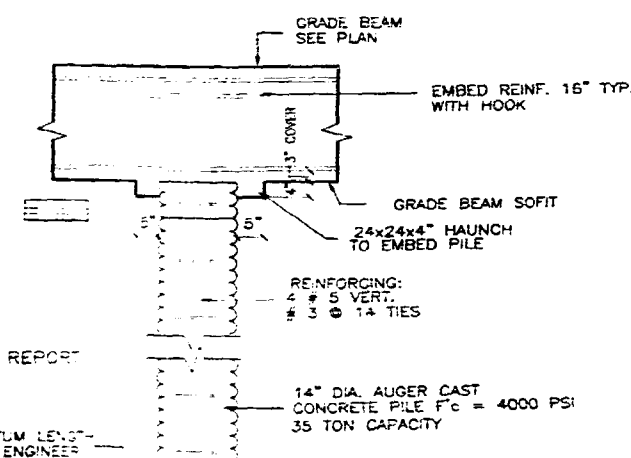 GRADE BEAM
SEE PLAN
EMBED REINF. 16" TYP.
WITH HOOK
3" COVER
4"
GRADE BEAM SOFIT
24x24x4" HAUNCH
TO EMBED PILE
5" 5"
REINFORCING:
4 # 5 VERT.
# 3 @ 14 TIES
REPORT
14" DIA. AUGER CAST
CONCRETE PILE F'c = 4000 PSI
35 TON CAPACITY
LENGTH
ENGINEER